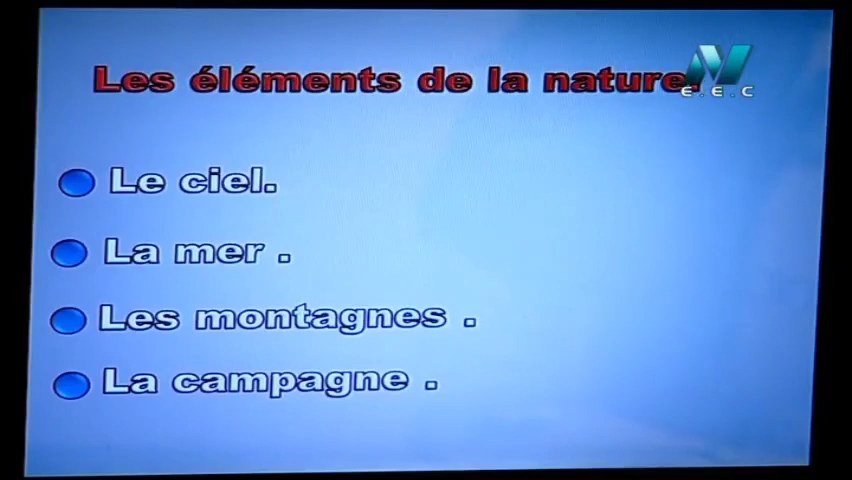 Les éléments de la nature.
E.E.C
Le ciel.
La mer .
Les montagnes .
La campagne .